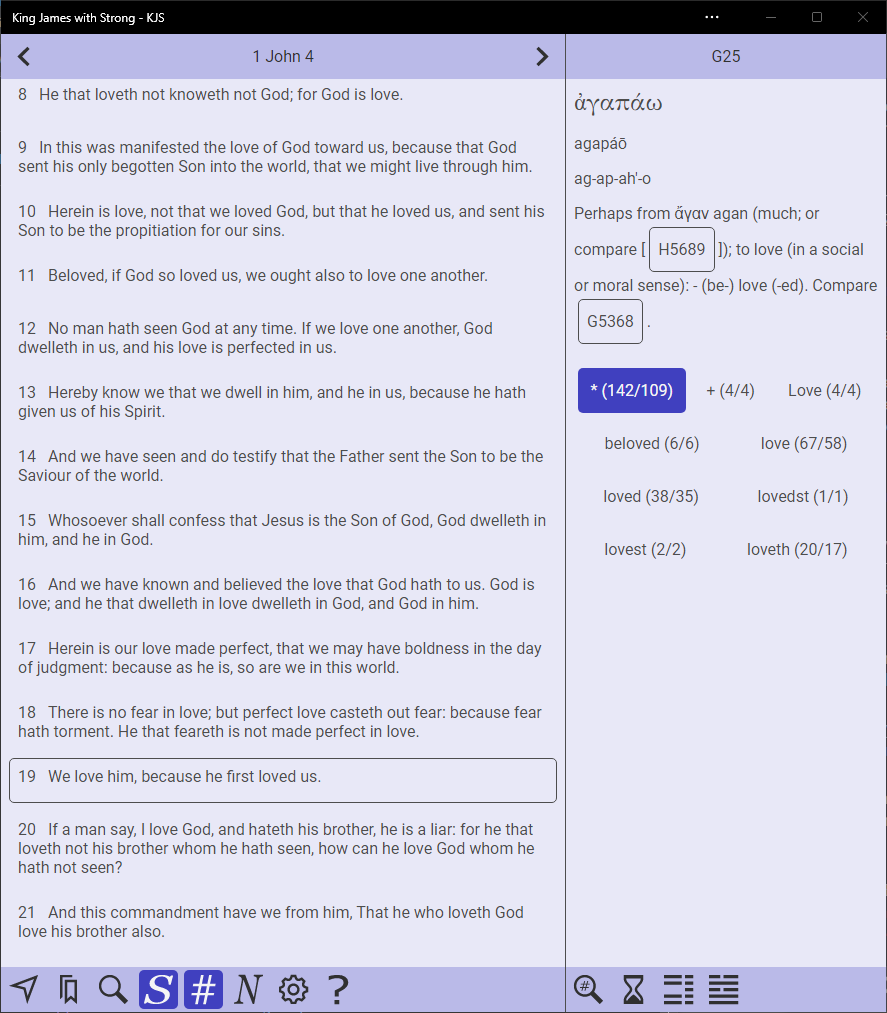 King James with Strong - KJS
1 John 4
8 He that loveth not knoweth not God; for God is love.
9 In this was manifested the love of God toward us, because that God
sent his only begotten Son into the world, that we might live through him.
10 Herein is love, not that we loved God, but that he loved us, and sent his
Son to be the propitiation for our sins.
11 Beloved, if God so loved us, we ought also to love one another.
12 No man hath seen God at any time. If we love one another, God
dwelleth in us, and his love is perfected in us.
13 Hereby know we that we dwell in him, and he in us, because he hath
given us of his Spirit.
14 And we have seen and do testify that the Father sent the Son to be the
Saviour of the world.
15 Whosoever shall confess that Jesus is the Son of God, God dwelleth in
him, and he in God.
16 And we have known and believed the love that God hath to us. God is
love; and he that dwelleth in love dwelleth in God, and God in him.
17 Herein is our love made perfect, that we may have boldness in the day
of judgment: because as he is, so are we in this world.
18 There is no fear in love; but perfect love casteth out fear: because fear
hath torment. He that feareth is not made perfect in love.
19 We love him, because he first loved us.
20 If a man say, I love God, and hateth his brother, he is a liar: for he that
loveth not his brother whom he hath seen, how can he love God whom he
hath not seen?
21 And this commandment have we from him, That he who loveth God
love his brother also.
S # N ?
G25
ἀγαπάω
agapáō
ag-ap-ah'-o
Perhaps from ἄγαν agan (much; or
compare [ H5689 ]); to love (in a social
or moral sense): - (be-) love (-ed). Compare
G5368 .
* (142/109) + (4/4) Love (4/4)
beloved (6/6) love (67/58)
loved (38/35) lovedst (1/1)
lovest (2/2) loveth (20/17)
#